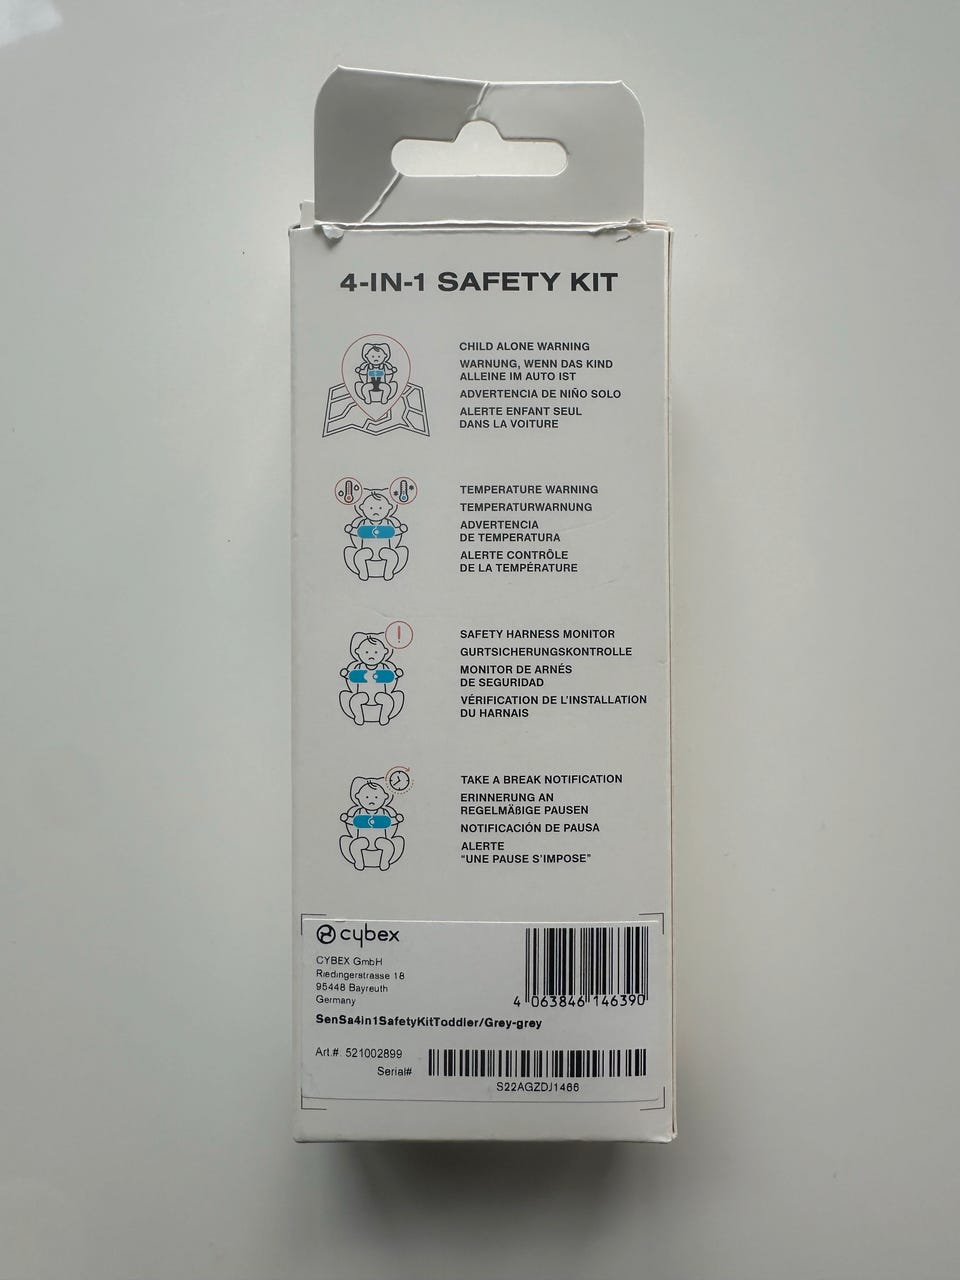 4-IN-1 SAFETY KIT
CHILD ALONE WARNING
WARNUNG, WENN DAS KIND
ALLEINE IM AUTO IST
ADVERTENCIA DE NIÑO SOLO
ALERTE ENFANT SEUL
DANS LA VOITURE
TEMPERATURE WARNING
TEMPERATURWARNUNG
ADVERTENCIA
DE TEMPERATURA
ALERTE CONTRÔLE
DE LA TEMPÉRATURE
SAFETY HARNESS MONITOR
GURTSICHERUNGSKONTROLLE
MONITOR DE ARNÉS
DE SEGURIDAD
VÉRIFICATION DE L'INSTALLATION
DU HARNAIS
TAKE A BREAK NOTIFICATION
ERINNERUNG AN
REGELMÄßIGE PAUSEN
NOTIFICACIÓN DE PAUSA
ALERTE
"UNE PAUSE S'IMPOSE"
cybex
CYBEX GmbH
Riedingerstrasse 18
95448 Bayreuth
Germany
4 063846 146390
SenSa4in1SafetyKitToddler/Grey-grey
Art.#. 521002899
Serial#
S22AGZDJ1466